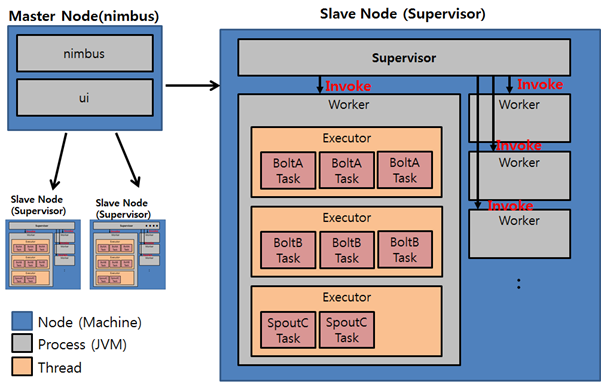 Master Node(nimbus)
nimbus
ui
Slave Node
(Supervisor)
Slave Node
(Supervisor)
Node (Machine)
Process (JVM)
Thread
Slave Node (Supervisor)
Supervisor
Invoke
Invoke
Invoke
Invoke
Worker
Executor
BoltA
Task
BoltA
Task
BoltA
Task
Executor
BoltB
Task
BoltB
Task
BoltB
Task
Executor
SpoutC
Task
SpoutC
Task
Worker
Worker
Worker
: